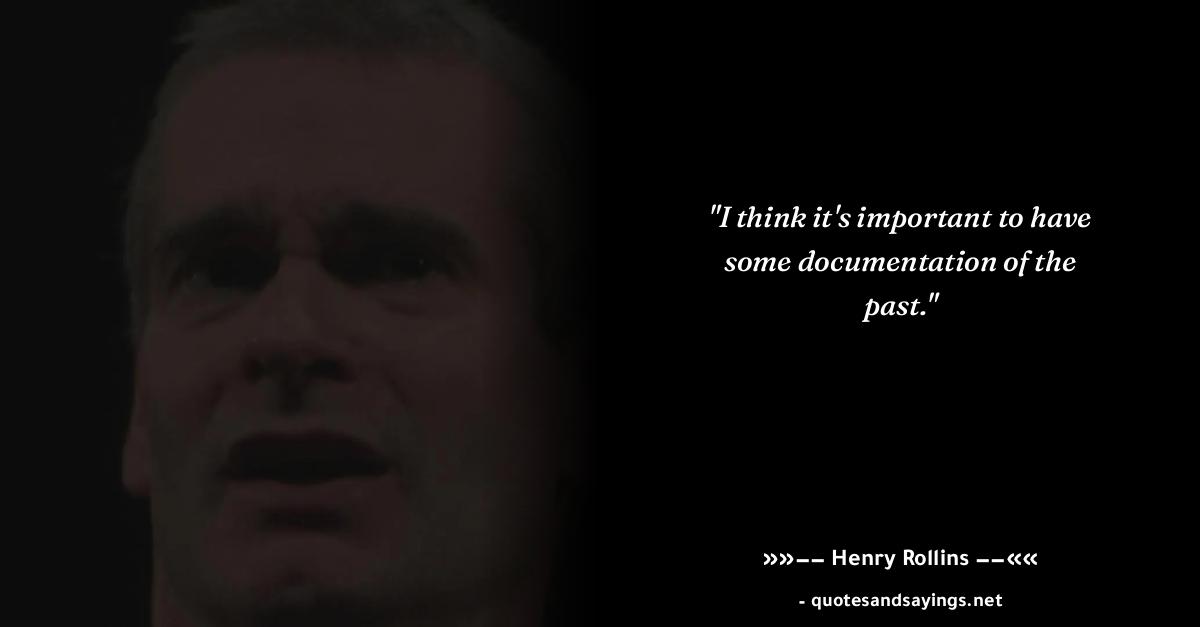 "I think it's important to have
some documentation of the
past."
»»−− Henry Rollins −−««
- quotesandsayings.net